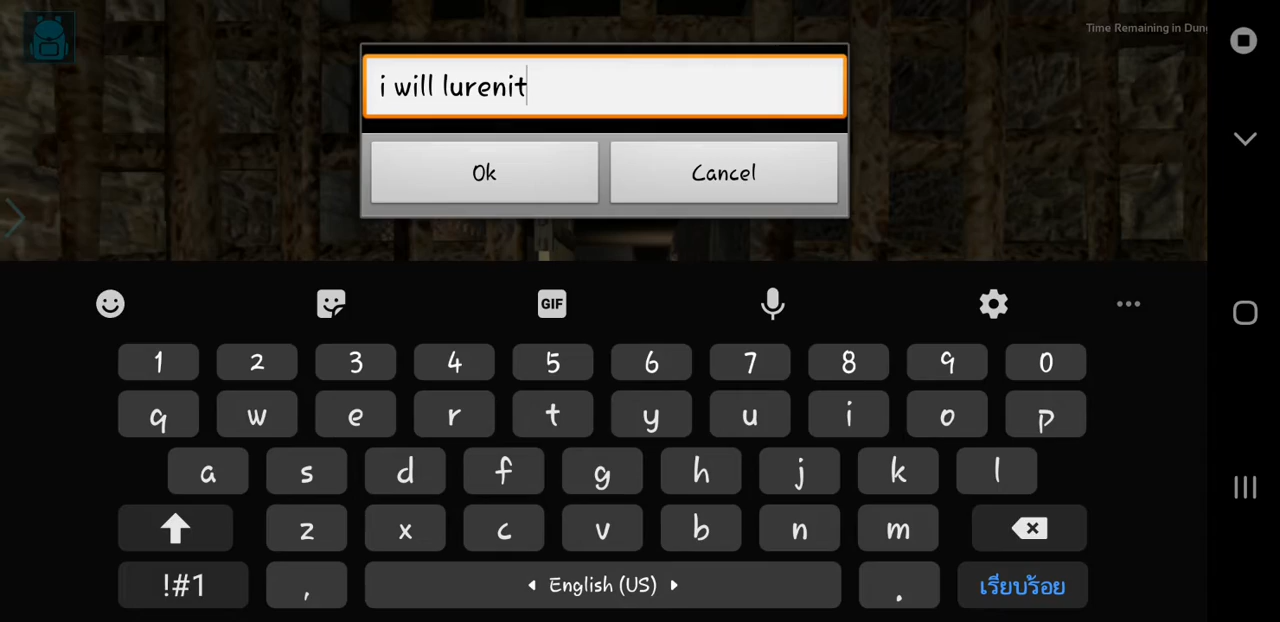 Time Remaining in Dung
i will lurenit
Ok Cancel
GIF
1 2 3 4 5 6 7 8 9 0
q w e r t y u i o p
a s d f g h j k l
z x c v b n m
!#1 , English (US) . เรียบร้อย